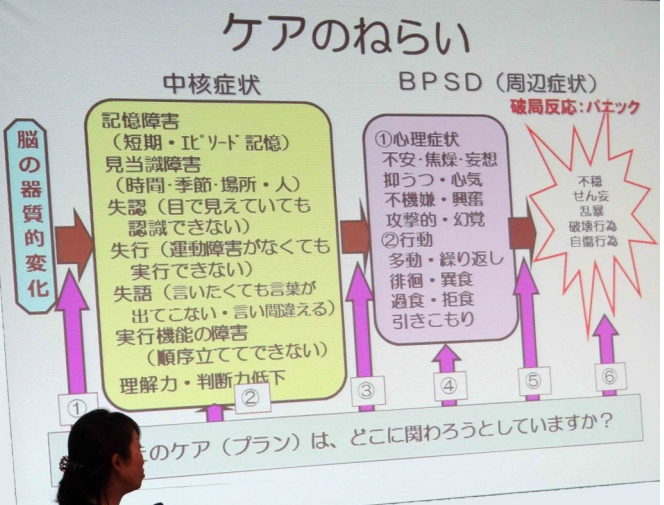 ケアのねらい
中核症状
BPSD（周辺症状）
破局反応：パニック
脳の器質的変化
記憶障害
（短期・エピソード記憶）
見当識障害
（時間・季節・場所・人）
失認（目で見えていても
認識できない）
失行（運動障害がなくても
実行できない）
失語（言いたくても言葉が
出てこない・言い間違える）
実行機能の障害
（順序立ててできない）
理解力・判断力低下
①心理症状
不安・焦燥・妄想
抑うつ・心気
不機嫌・興奮
攻撃的・幻覚
②行動
多動・繰り返し
徘徊・異食
過食・拒食
引きこもり
不穏
せん妄
乱暴
破壊行為
自傷行為
①
②
③
④
⑤
⑥
のケア（プラン）は、どこに関わろうとしていますか？